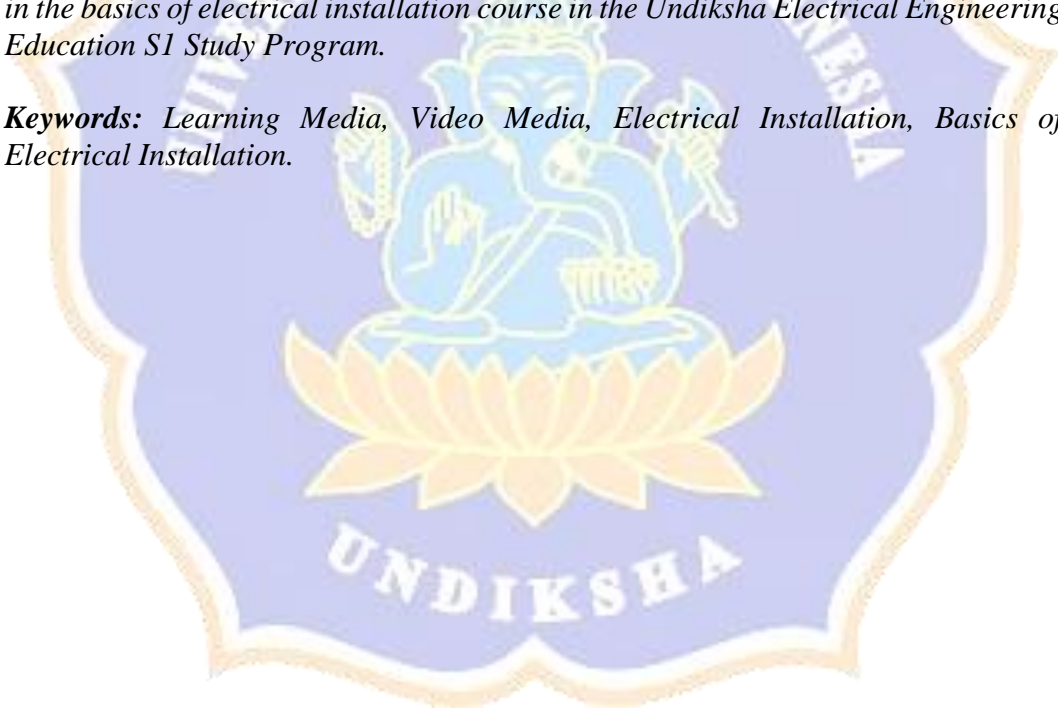 in the basics of electrical installation course in the Undiksha Electrical Engineering
Education S1 Study Program.
Keywords: Learning Media, Video Media, Electrical Installation, Basics of
Electrical Installation.
UNDIKSHA